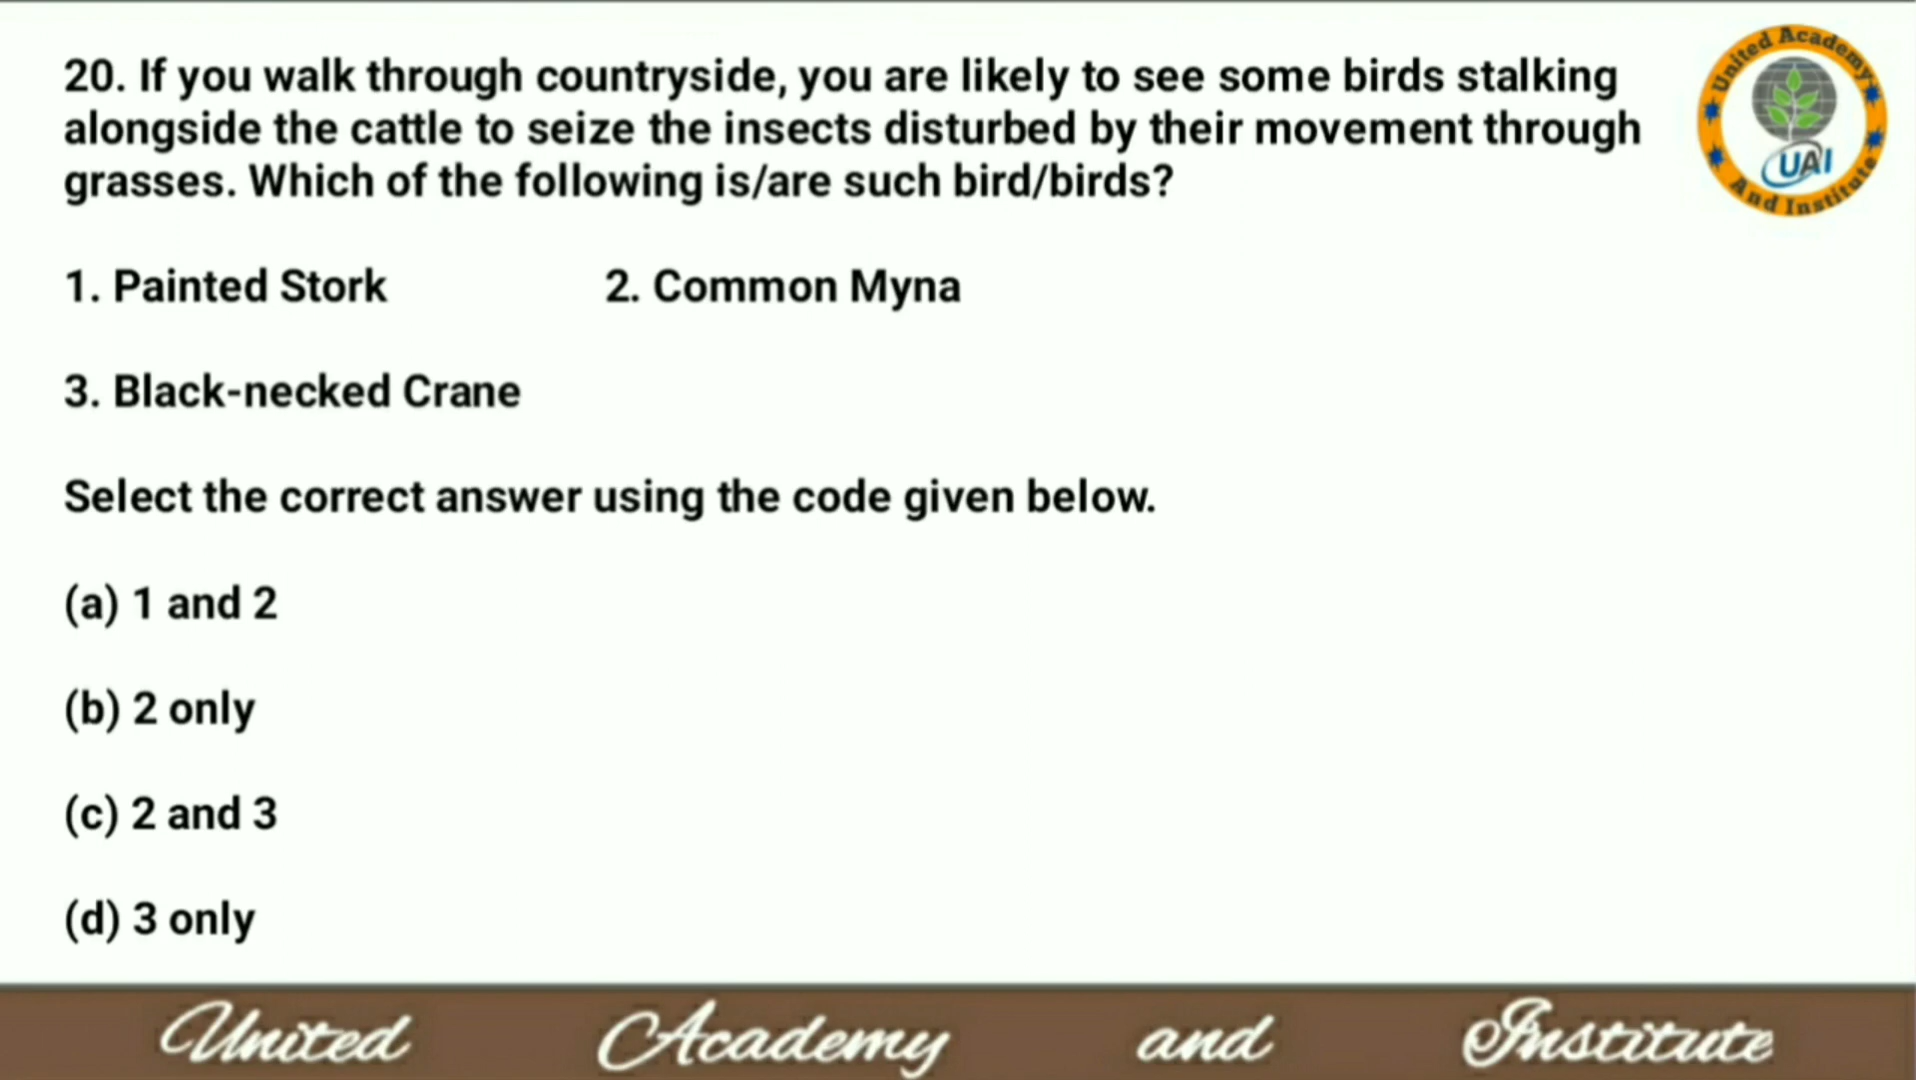 20. If you walk through countryside, you are likely to see some birds stalking
alongside the cattle to seize the insects disturbed by their movement through
grasses. Which of the following is/are such bird/birds?
1. Painted Stork 2. Common Myna
3. Black-necked Crane
Select the correct answer using the code given below.
(a) 1 and 2
(b) 2 only
(c) 2 and 3
(d) 3 only
United Academy
UAI
And Institute
United Academy and Institute